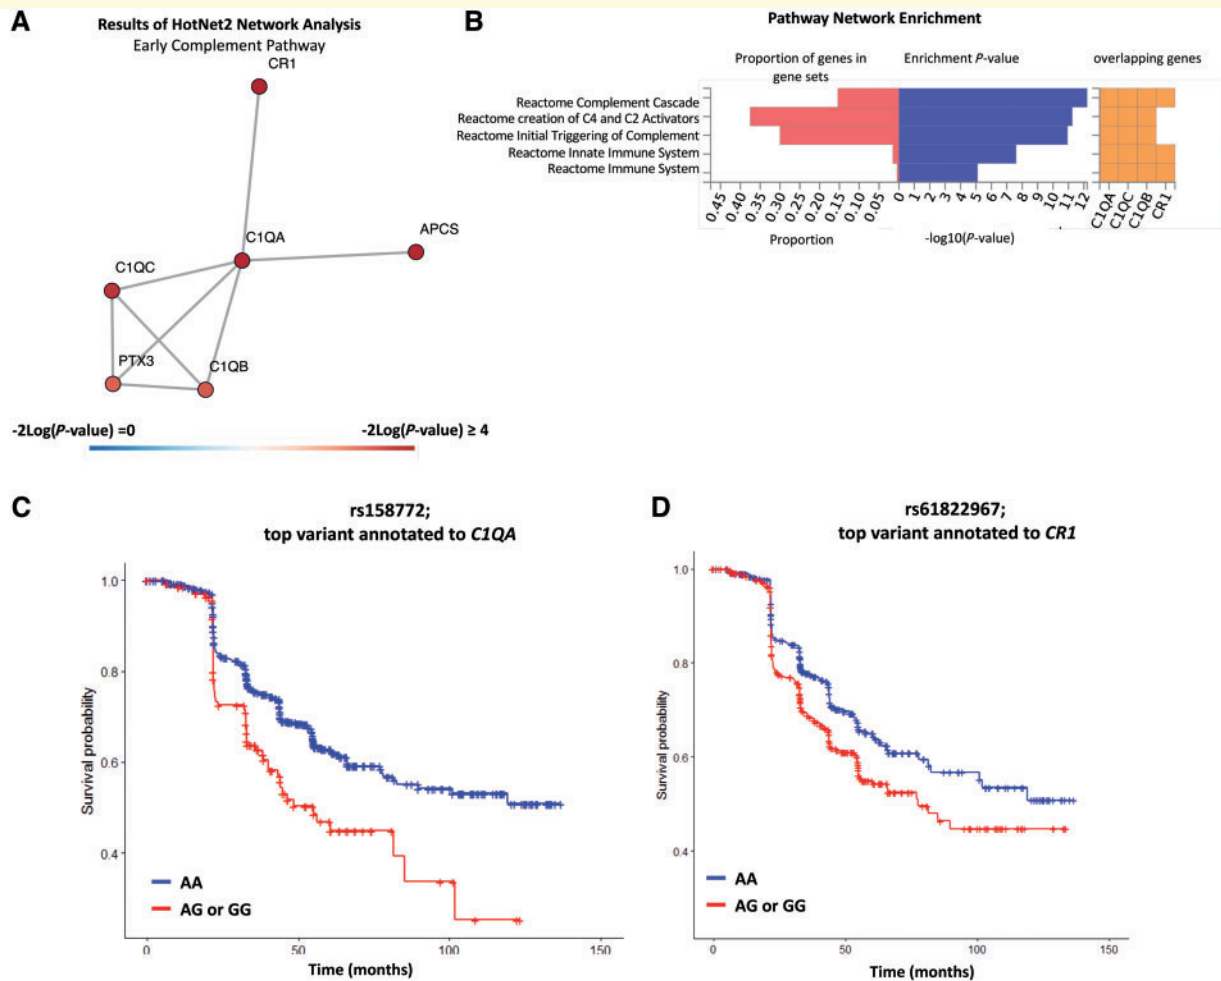 A
Results of HotNet2 Network Analysis
Early Complement Pathway
CR1
C1QA
APCS
C1QC
PTX3
C1QB
-2Log(P-value) =0
-2Log(P-value) ≥ 4
B
Pathway Network Enrichment
Proportion of genes in
gene sets
Enrichment P-value
overlapping genes
Reactome Complement Cascade
Reactome creation of C4 and C2 Activators
Reactome Initial Triggering of Complement
Reactome Innate Immune System
Reactome Immune System
0.45 0.40 0.35 0.30 0.25 0.20 0.15 0.10 0.05 0 1 2 3 4 5 6 7 8 9 10 11 12
C1QA C1QC C1QB CR1
Proportion
-log10(P-value)
C
rs158772;
top variant annotated to C1QA
Survival probability
1.0
0.8
0.6
0.4
AA
AG or GG
0 50 100 150
Time (months)
D
rs61822967;
top variant annotated to CR1
Survival probability
1.0
0.8
0.6
0.4
AA
AG or GG
0 50 100 150
Time (months)